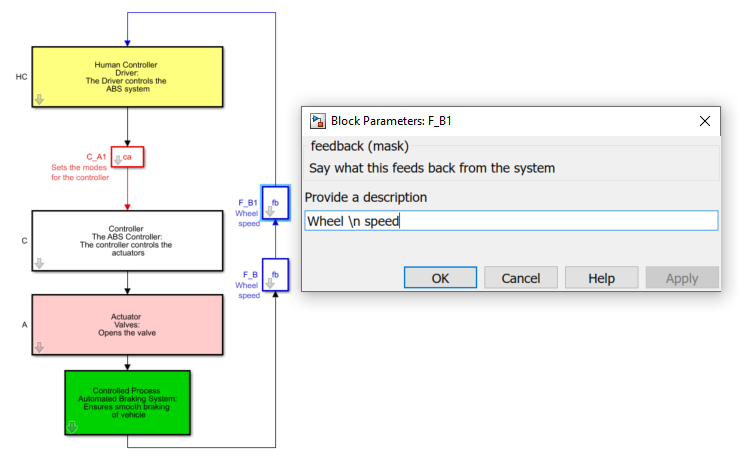 HC
Human Controller
Driver:
The Driver controls the
ABS system
C_A1
ca
Sets the modes
for the controller
C
Controller
The ABS Controller:
The controller controls the
actuators
A
Actuator
Valves:
Opens the valve
Controlled Process
Automated Braking System:
Ensures smooth braking
of vehicle
F_B1
fb
Wheel
speed
F_B
fb
Wheel
speed
Block Parameters: F_B1
feedback (mask)
Say what this feeds back from the system
Provide a description
Wheel \n speed
OK Cancel Help Apply